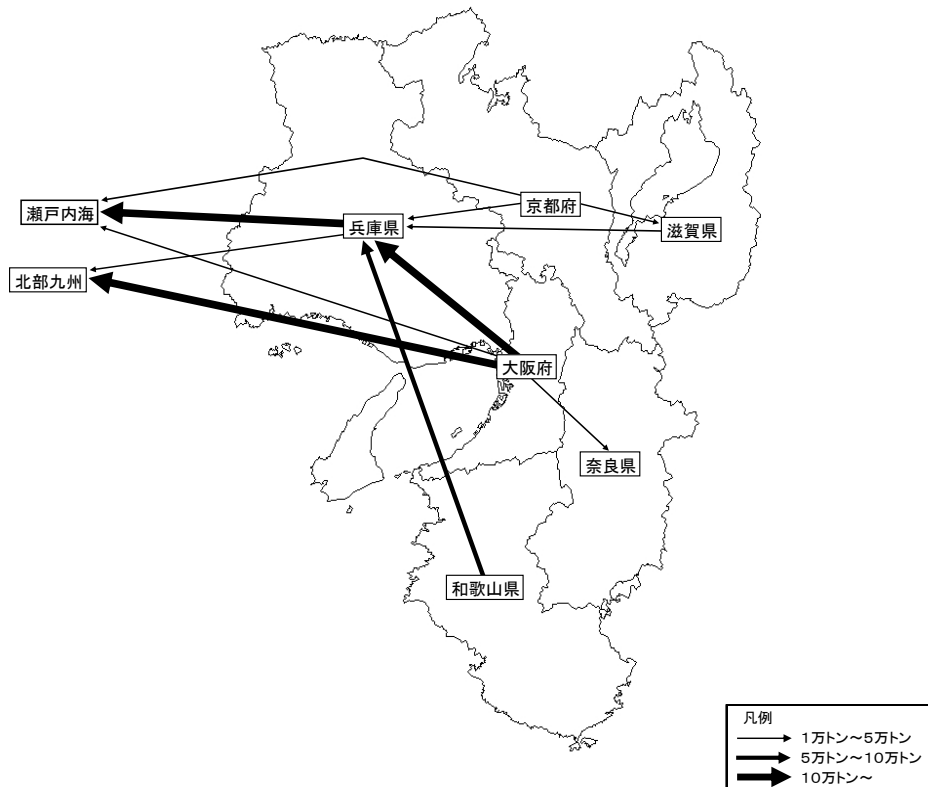 京都府
瀬戸内海
兵庫県
滋賀県
北部九州
大阪府
奈良県
和歌山県
凡例
1万トン～5万トン
5万トン～10万トン
10万トン～